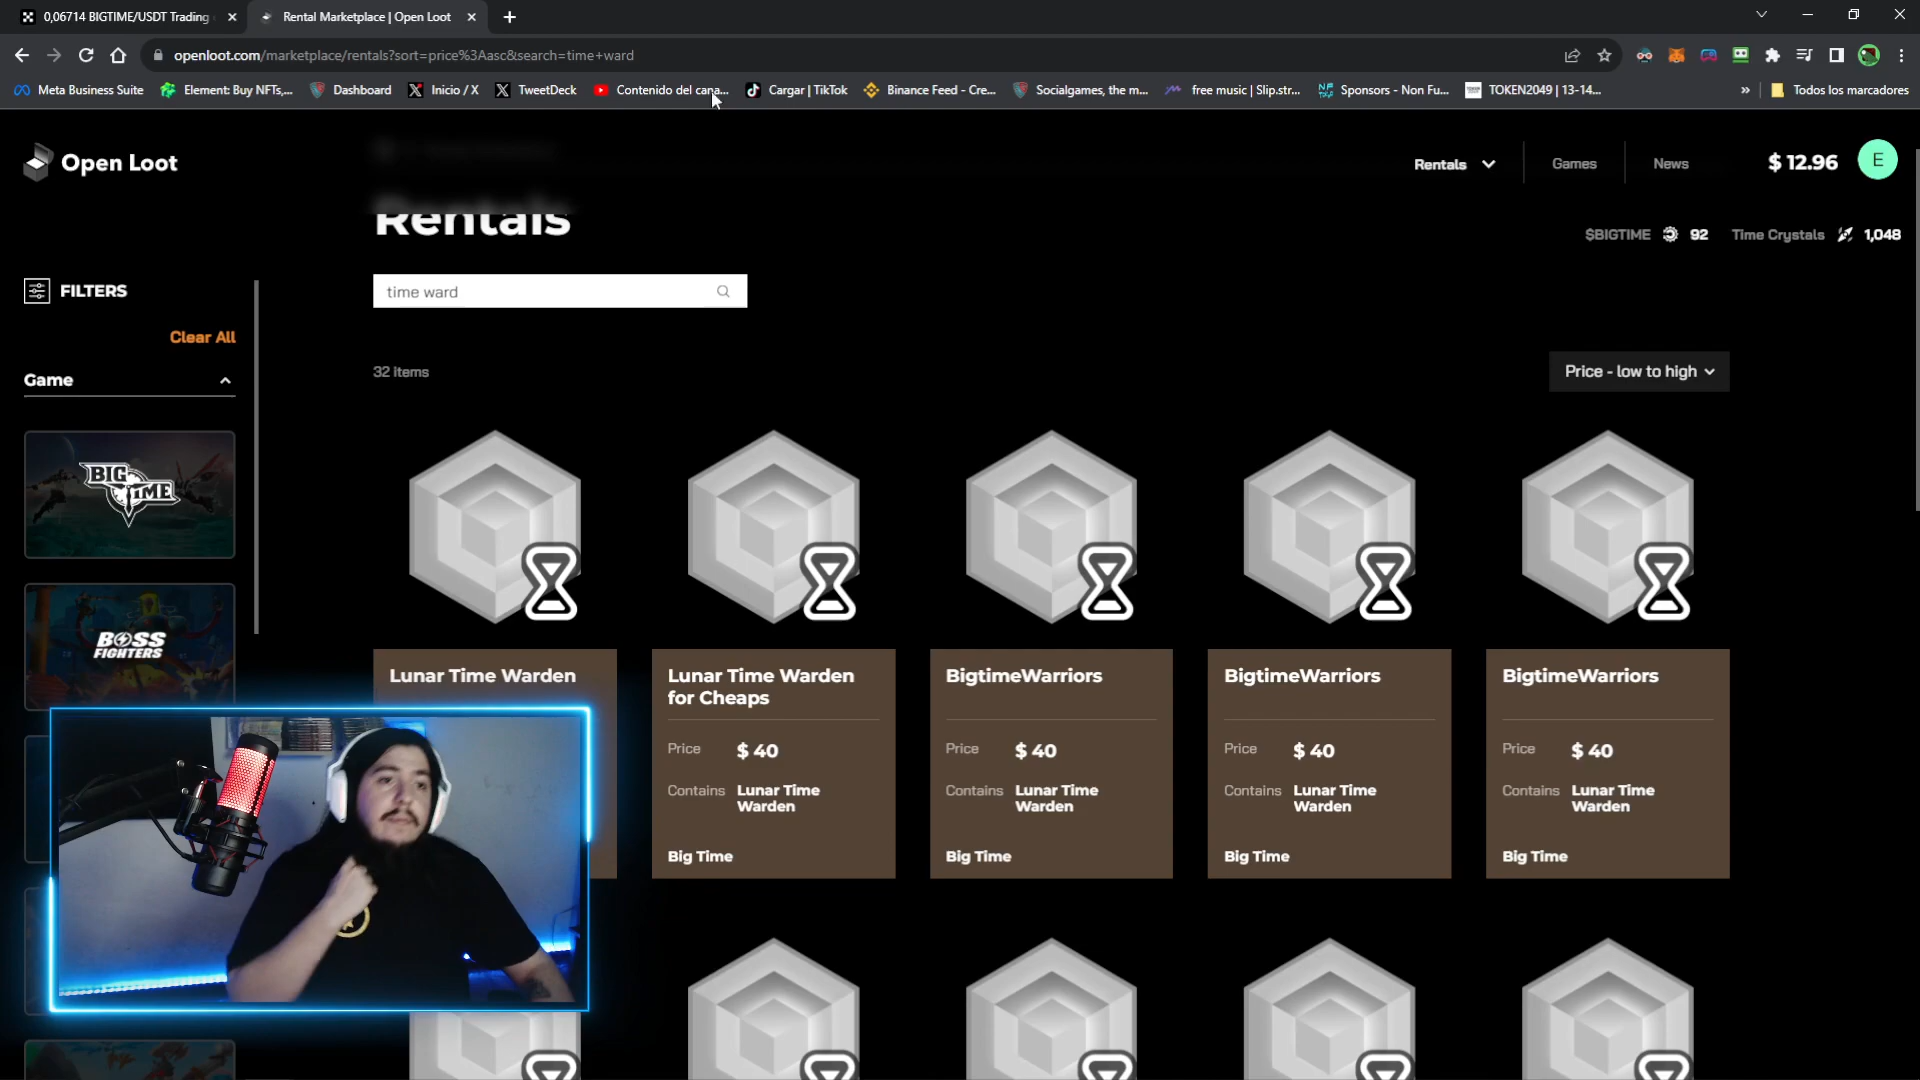 0,06714 BIGTIME/USDT Trading
Rental Marketplace | Open Loot
openloot.com/marketplace/rentals?sort=price%3Aasc&search=time+ward
Meta Business Suite
Element: Buy NFTs,...
Dashboard
Inicio / X
TweetDeck
Contenido del cana...
Cargar | TikTok
Binance Feed - Cre...
Socialgames, the m...
free music | Slip.str...
Sponsors - Non Fu...
TOKEN2049 | 13-14...
»
Todos los marcadores
Open Loot
Rentals
Games
News
$ 12.96
E
Rentals
$BIGTIME 92
Time Crystals 1,048
FILTERS
Clear All
Game
BIG TIME
BOSS FIGHTERS
time ward
32 items
Price - low to high
Lunar Time Warden
Lunar Time Warden
for Cheaps
Price $ 40
Contains Lunar Time
Warden
Big Time
BigtimeWarriors
Price $ 40
Contains Lunar Time
Warden
Big Time
BigtimeWarriors
Price $ 40
Contains Lunar Time
Warden
Big Time
BigtimeWarriors
Price $ 40
Contains Lunar Time
Warden
Big Time